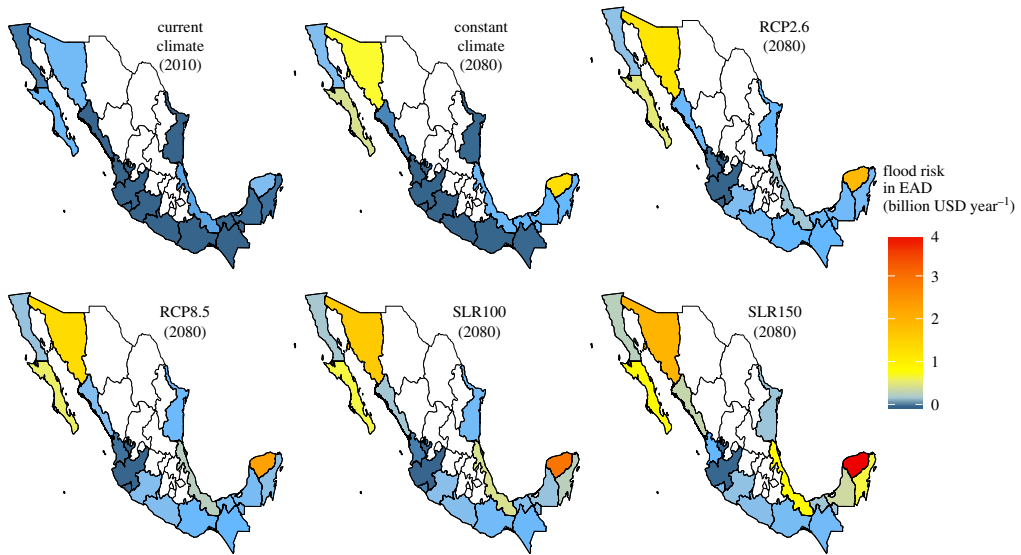 current
climate
(2010)
constant
climate
(2080)
RCP2.6
(2080)
flood risk
in EAD
(billion USD year–1)
4
3
2
1
0
RCP8.5
(2080)
SLR100
(2080)
SLR150
(2080)